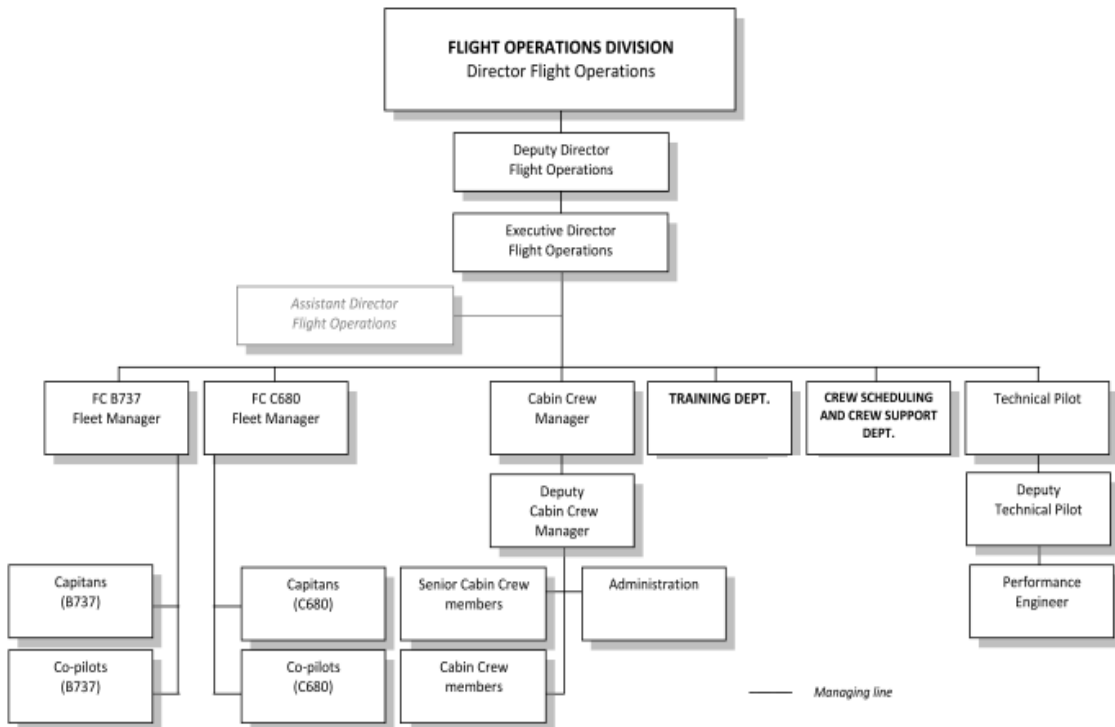 FLIGHT OPERATIONS DIVISION
Director Flight Operations
Deputy Director
Flight Operations
Executive Director
Flight Operations
Assistant Director
Flight Operations
FC B737
Fleet Manager
FC C680
Fleet Manager
Cabin Crew
Manager
TRAINING DEPT.
CREW SCHEDULING
AND CREW SUPPORT
DEPT.
Technical Pilot
Deputy
Cabin Crew
Manager
Deputy
Technical Pilot
Capitans
(B737)
Capitans
(C680)
Senior Cabin Crew
members
Administration
Performance
Engineer
Co-pilots
(B737)
Co-pilots
(C680)
Cabin Crew
members
Managing line